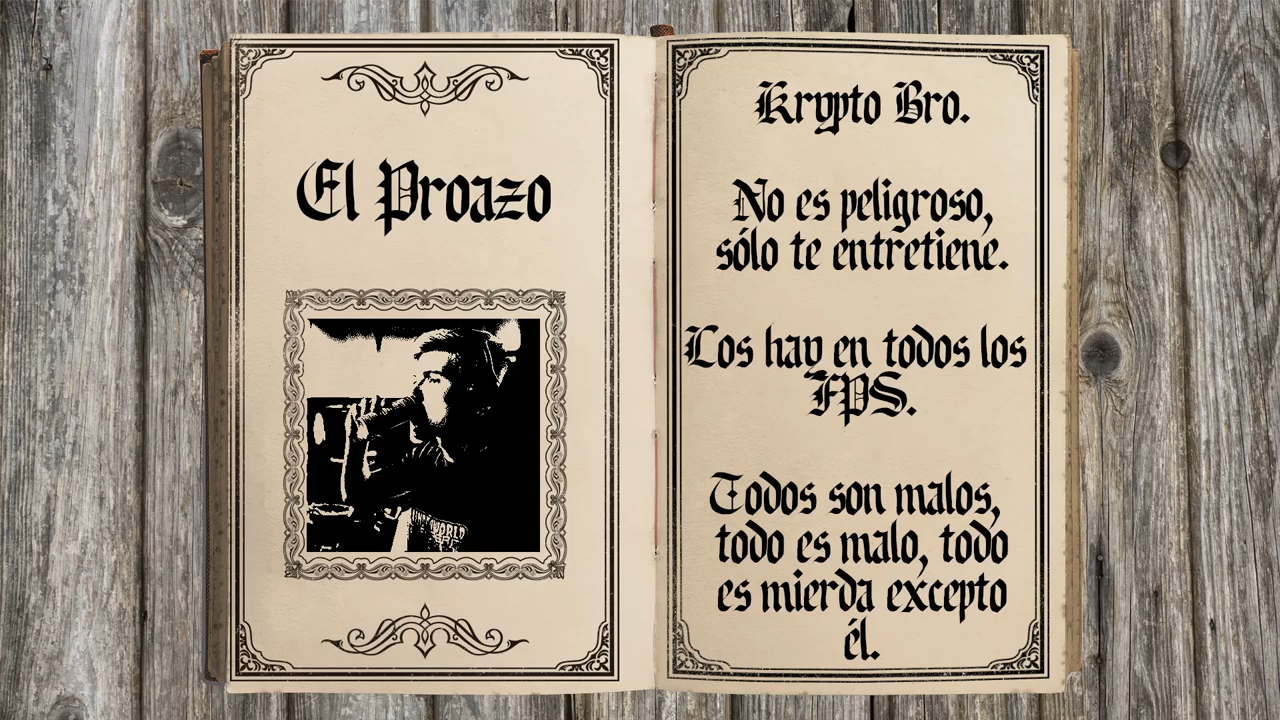 El Proazo
WORLD
Krypto Bro.
No es peligroso,
sólo te entretiene.
Los hay en todos los
FPS.
Todos son malos,
todo es malo, todo
es mierda excepto
él.